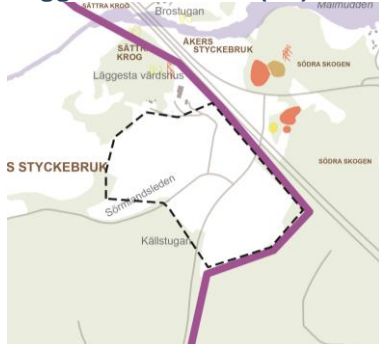 SÄTTRA KROG
Brostugan
Malmudden
SÄTTRA
KROG
ÅKERS
STYCKEBRUK
SÖDRA SKOGEN
Läggesta värdshus
S STYCKEBRUK
SÖDRA SKOGEN
Sörmlandsleden
Källstugan